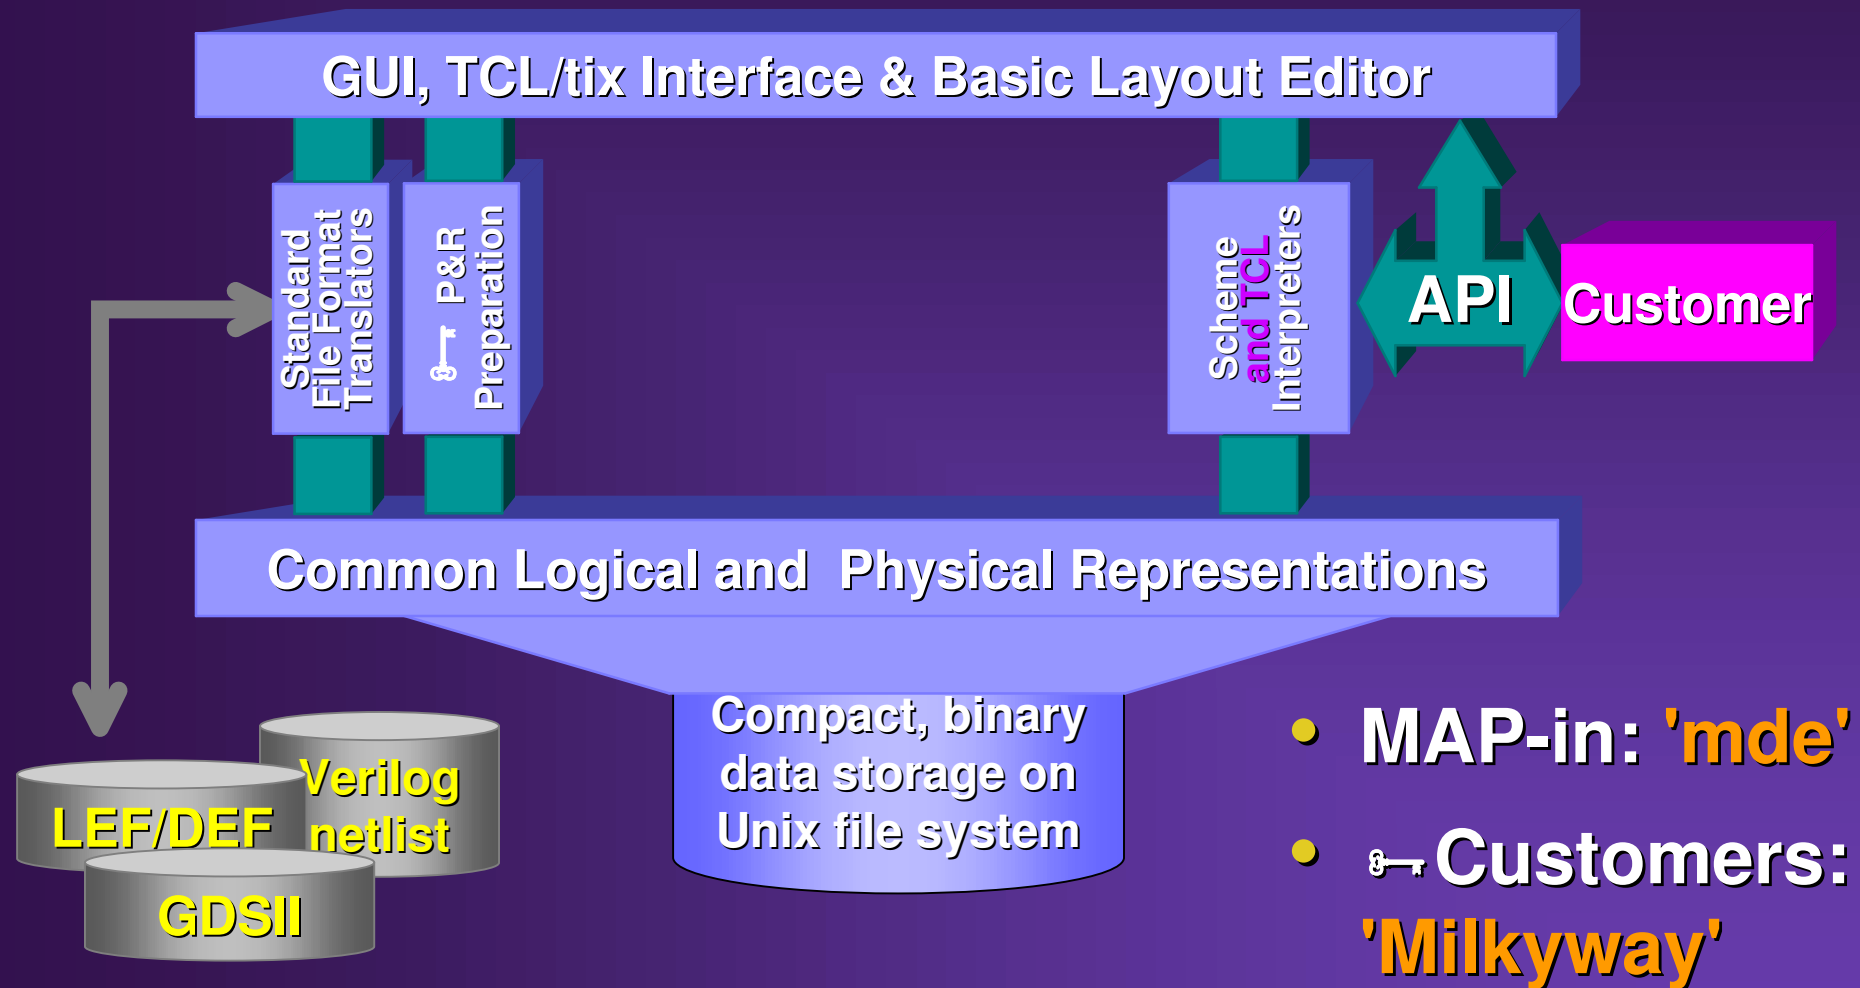 GUI, TCL/tix Interface & Basic Layout Editor
Standard
File Format
Translators
P&R
Preparation
Scheme
and TCL
Interpreters
API
Customer
Common Logical and  Physical Representations
Compact, binary
data storage on
Unix file system
Verilog
netlist
LEF/DEF
GDSII
• MAP-in: 'mde'
• Customers:
'Milkyway'